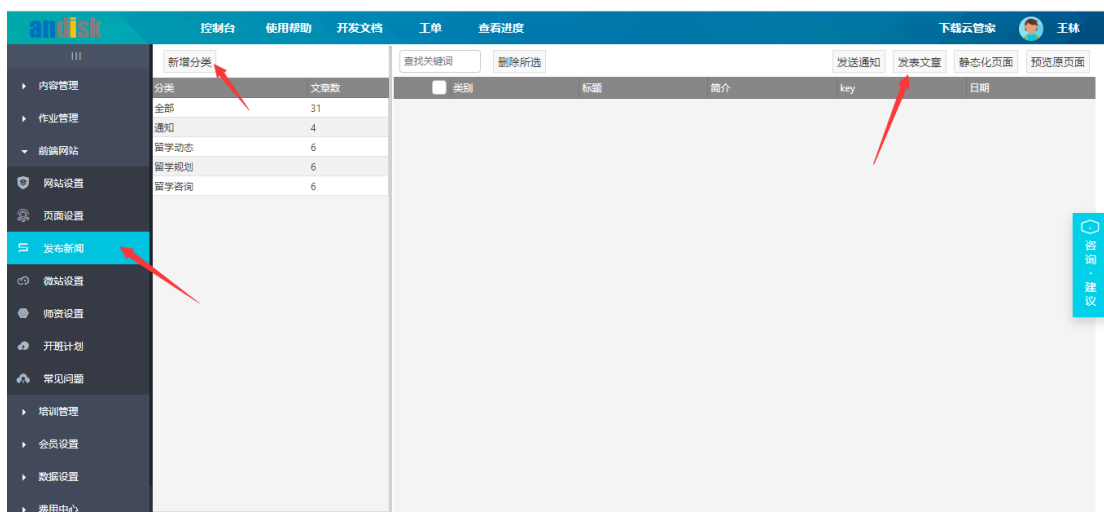 andisk 控制台 使用帮助 开发文档 工单 查看进度 下载云管家 王林
新增分类 查找关键词 删除所选 发送通知 发表文章 静态化页面 预览原页面
内容管理
作业管理
前端网站
网站设置
页面设置
发布新闻
微站设置
师资设置
开班计划
常见问题
培训管理
会员设置
数据设置
费用中心
分类 文章数
全部 31
通知 4
留学动态 6
留学规划 6
留学咨询 6
类别 标题 简介 key 日期
咨询·建议